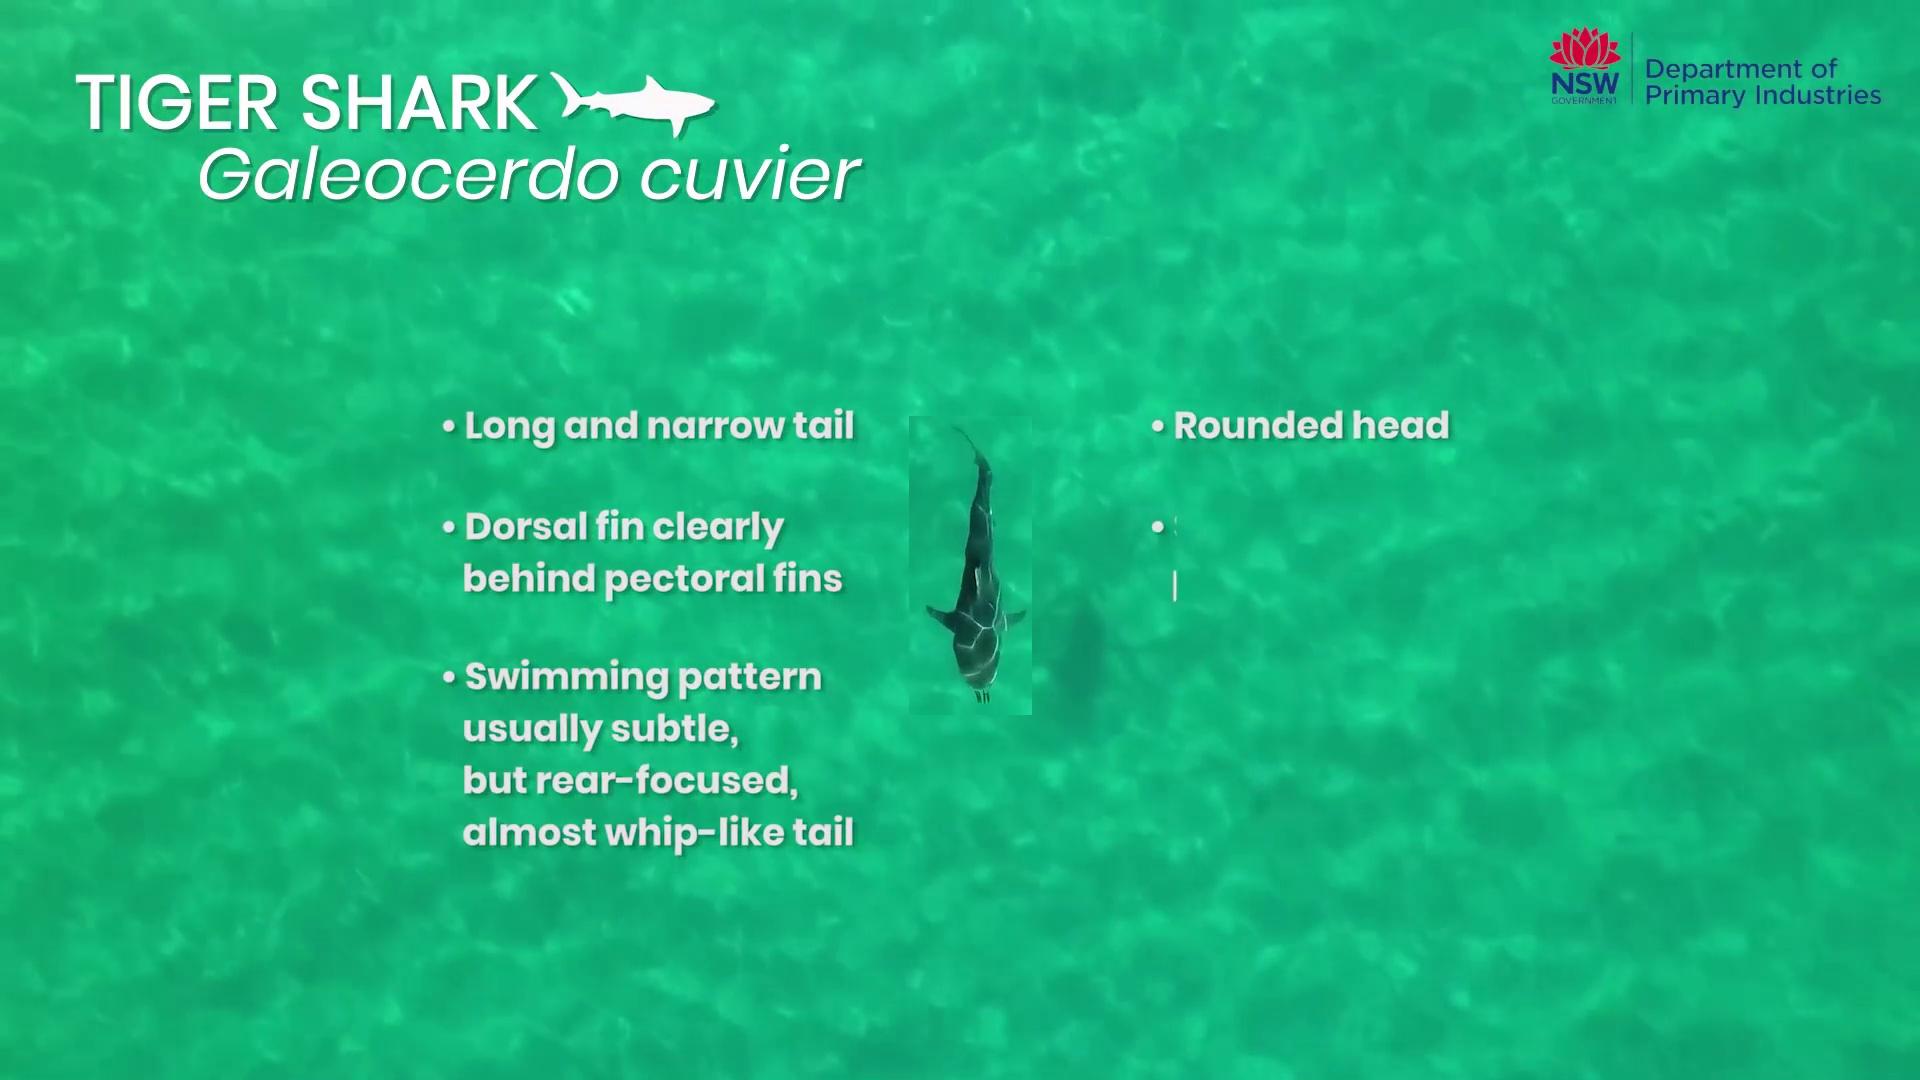 TIGER SHARK
Galeocerdo cuvier
NSW
GOVERNMENT
Department of
Primary Industries
• Long and narrow tail
• Dorsal fin clearly
behind pectoral fins
• Swimming pattern
usually subtle,
but rear-focused,
almost whip-like tail
• Rounded head
•